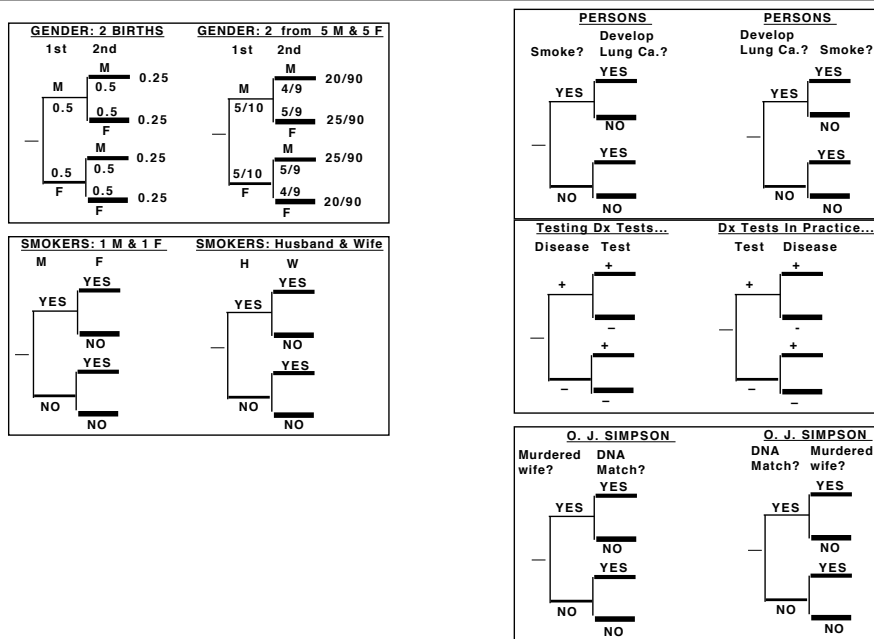 GENDER: 2 BIRTHS
1st 2nd
M
M 0.5 0.25
0.5
0.5 0.25
F
M
0.25
0.5 0.5
0.5
F 0.25
F
GENDER: 2 from 5 M & 5 F
1st 2nd
M
20/90
M 4/9
5/10
5/9 25/90
F
M
25/90
5/10 5/9
4/9
F 20/90
F
SMOKERS: 1 M & 1 F
M F
YES
YES
NO
YES
NO
NO
SMOKERS: Husband & Wife
H W
YES
YES
NO
YES
NO
NO
PERSONS
Develop
Smoke? Lung Ca.?
YES
YES
NO
YES
NO
NO
PERSONS
Develop
Lung Ca.? Smoke?
YES
YES
NO
YES
NO
NO
Testing Dx Tests...
Disease Test
+
+
–
+
–
–
Dx Tests In Practice...
Test Disease
+
+
-
+
–
–
O. J. SIMPSON
Murdered DNA
wife? Match?
YES
YES
NO
YES
NO
NO
O. J. SIMPSON
DNA Murdered
Match? wife?
YES
YES
NO
YES
NO
NO